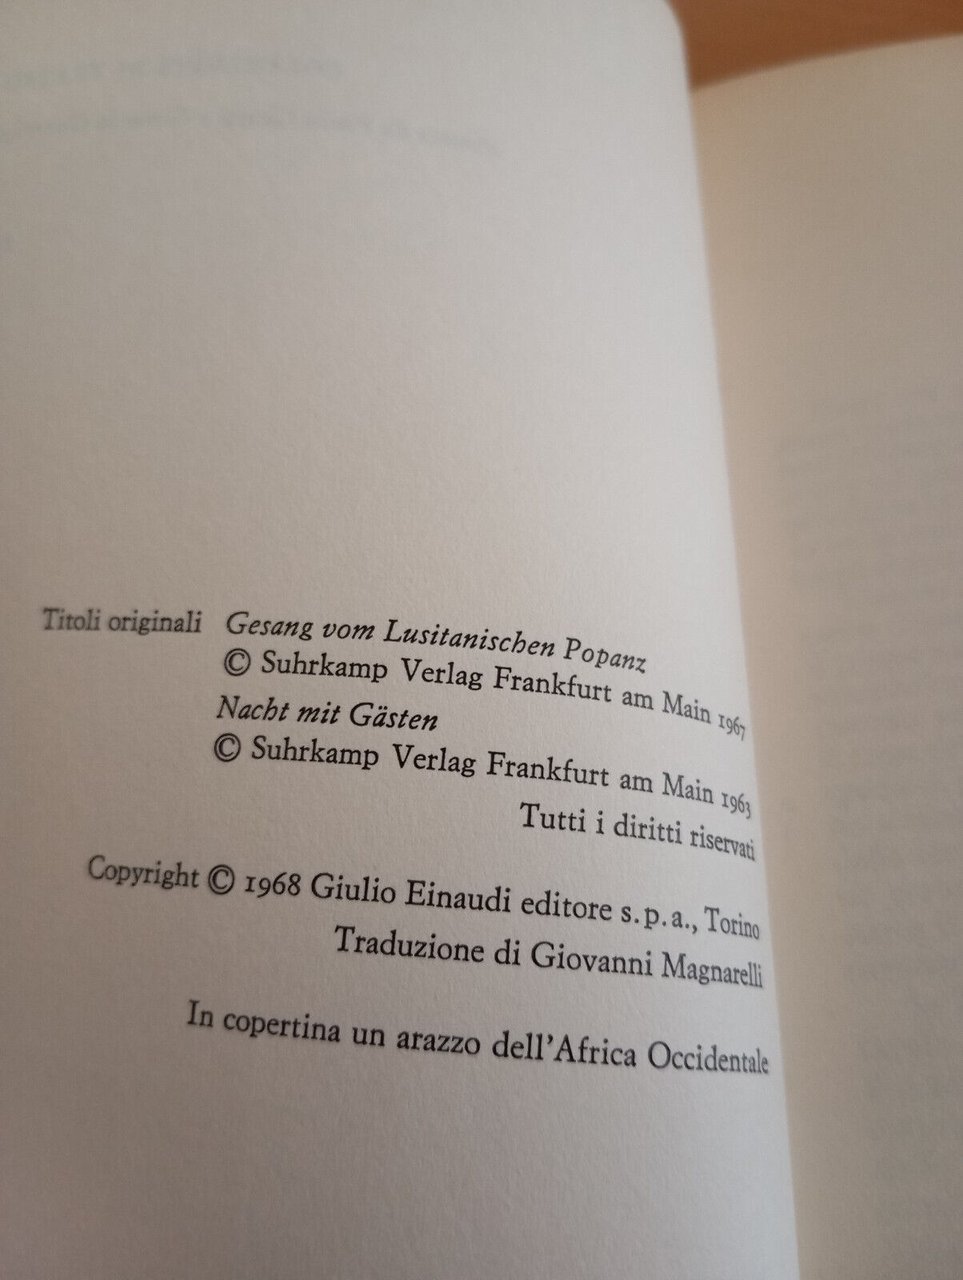 Titoli originali Gesang vom Lusitanischen Popanz
© Suhrkamp Verlag Frankfurt am Main 1967
Nacht mit Gästen
© Suhrkamp Verlag Frankfurt am Main 1963
Tutti i diritti riservati
Copyright © 1968 Giulio Einaudi editore s.p.a., Torino
Traduzione di Giovanni Magnarelli
In copertina un arazzo dell'Africa Occidentale